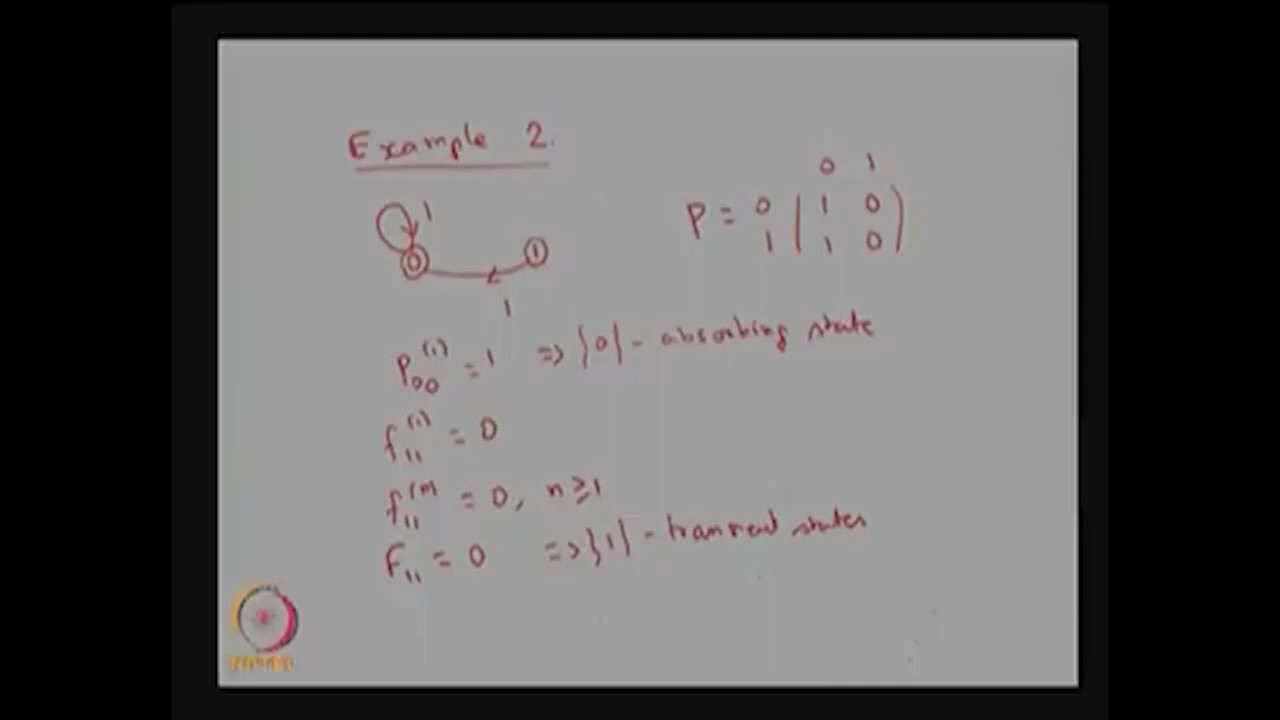 Example 2.
0 1
1
P = 0 ( 1 0 )
1 ( 1 0 )
0 1
1
P₀₀⁽¹⁾ = 1 => {0} - absorbing state
f₁₁⁽¹⁾ = 0
f₁₁⁽ⁿ⁾ = 0, n ≥ 1
F₁₁ = 0 => {1} - transient states
NPTEL